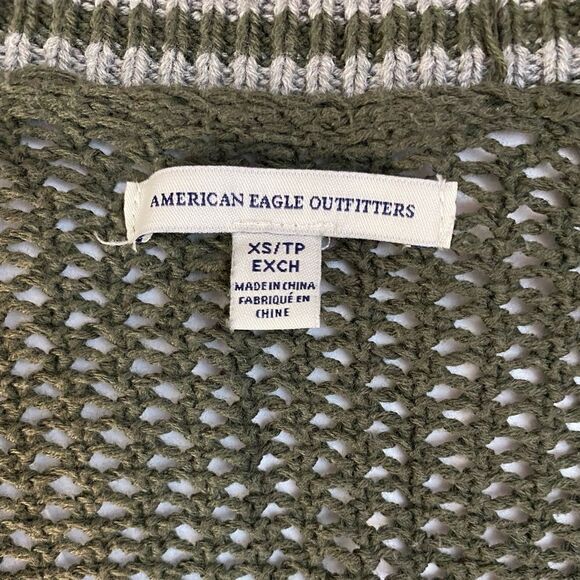 AMERICAN EAGLE OUTFITTERS
XS/TP
EXCH
MADE IN CHINA
FABRIQUÉ EN
CHINE